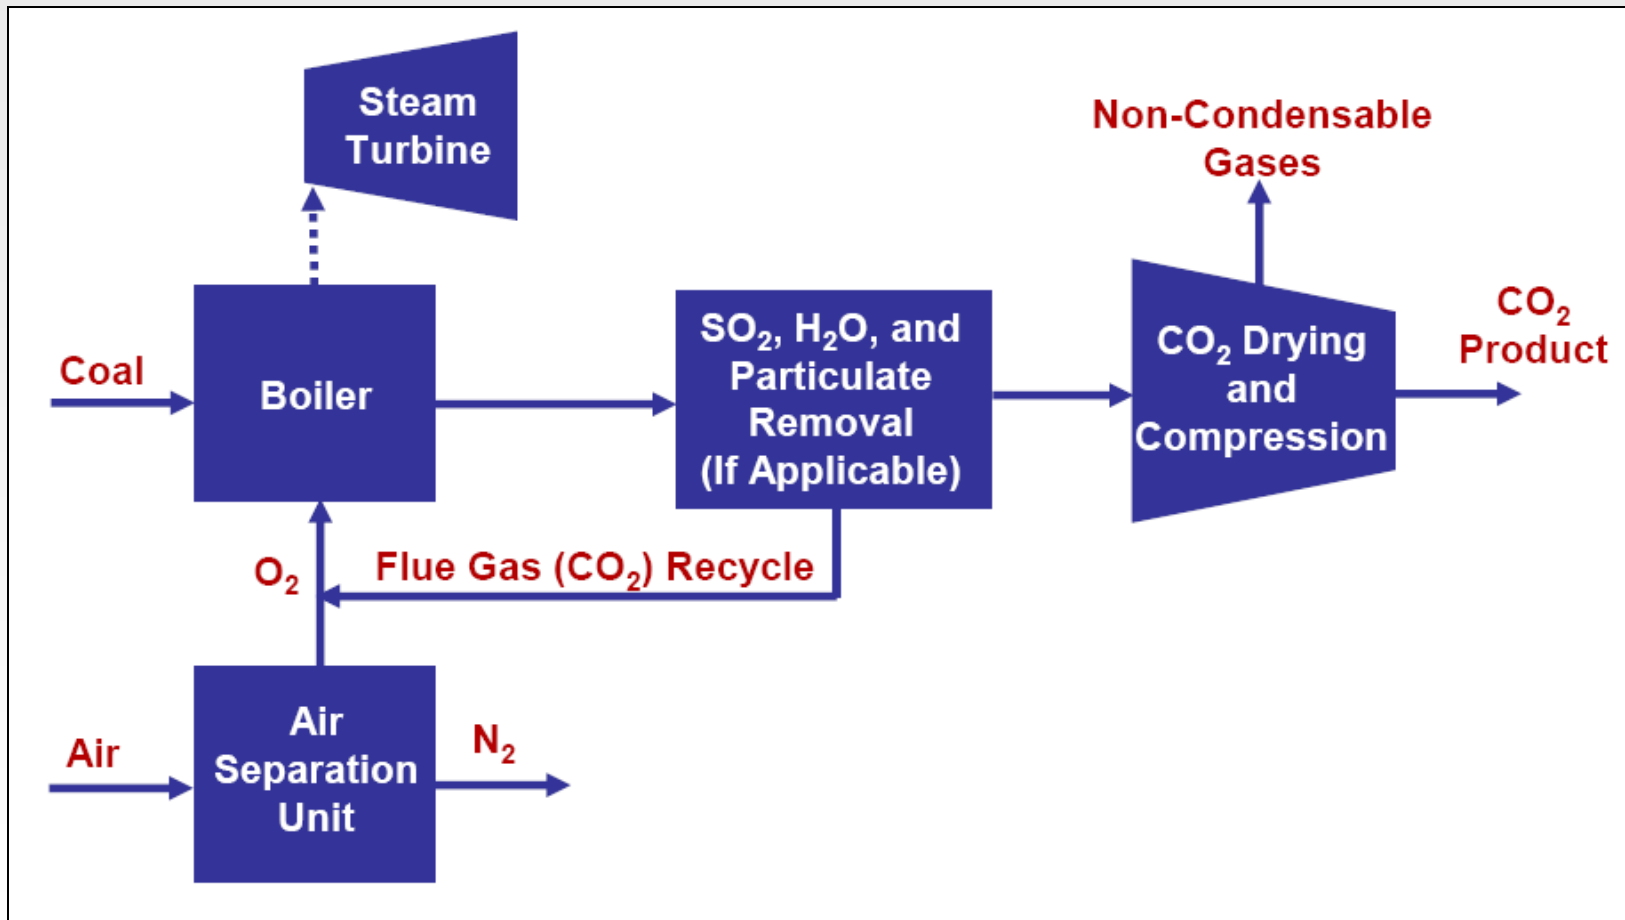 Steam
Turbine
Non-Condensable
Gases
Coal
Boiler
SO₂, H₂O, and
Particulate
Removal
(If Applicable)
CO₂ Drying
and
Compression
CO₂
Product
O₂
Flue Gas (CO₂) Recycle
Air
Air
Separation
Unit
N₂